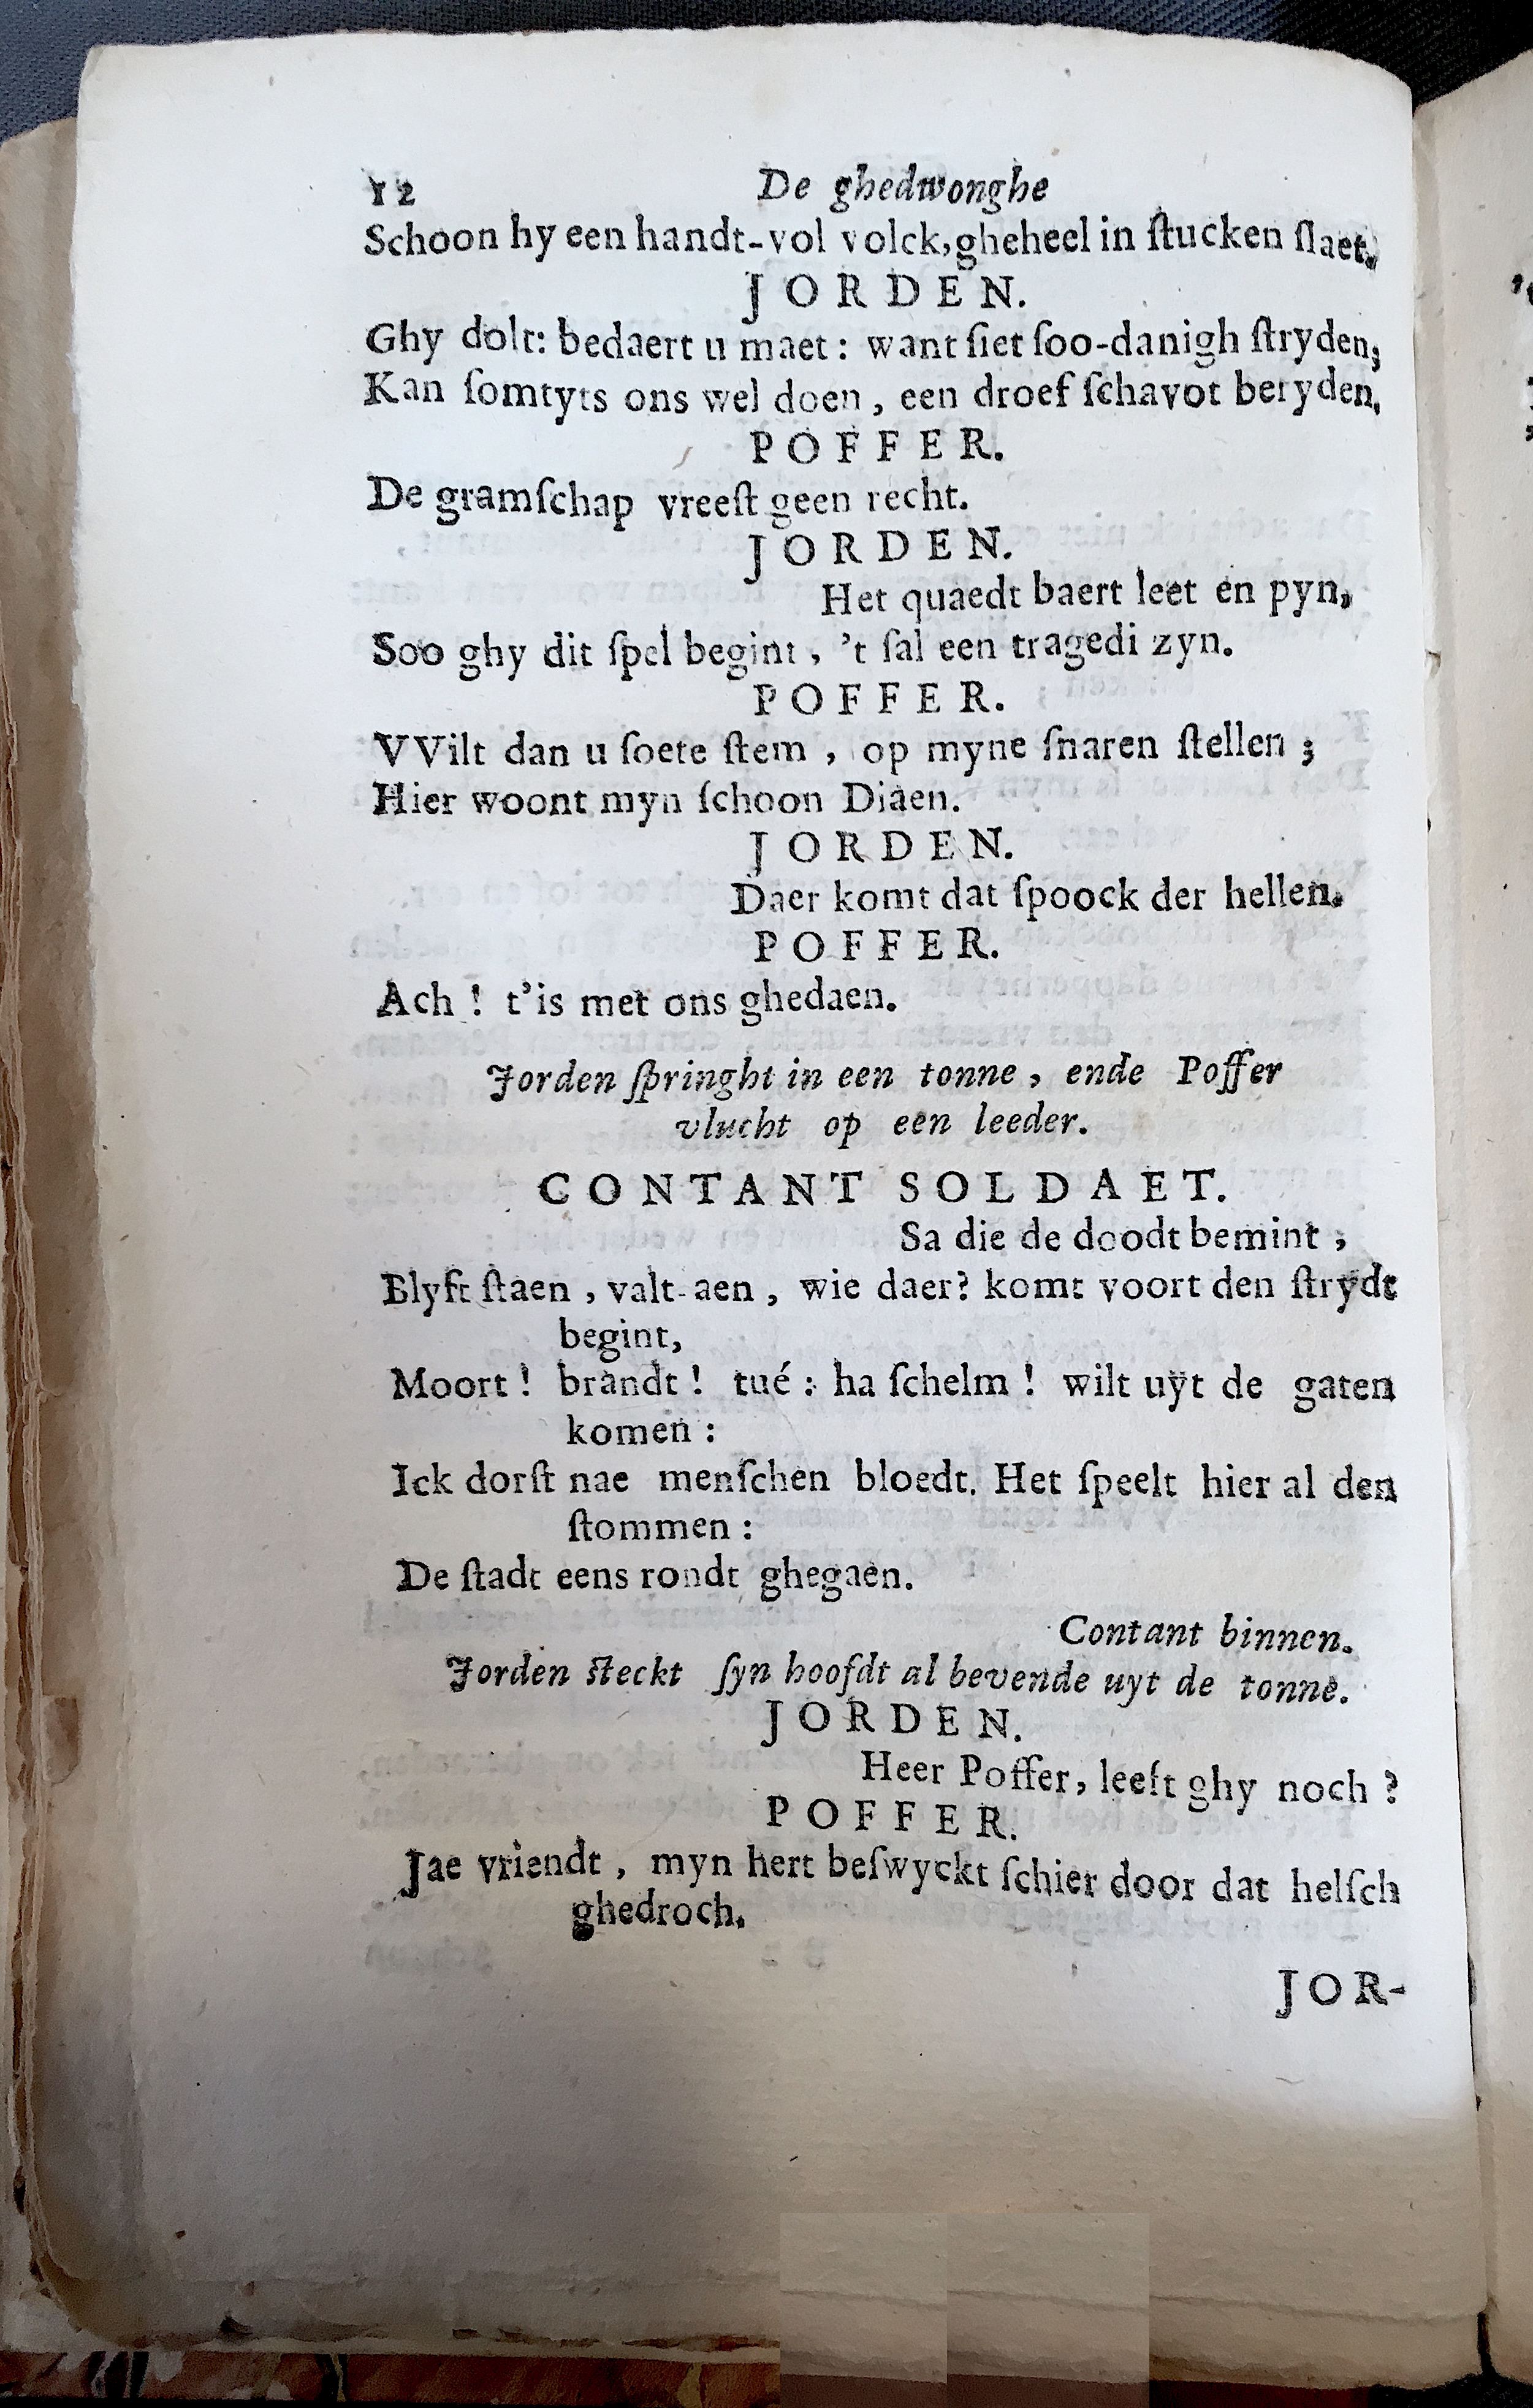 12 De ghedwonghe
Schoon hy een handt-vol volck,gheheel in ſtucken ſlaet.
JORDEN.
Ghy dolt: bedaert u maet : want ſiet ſoo-danigh ſtryden,
Kan ſomtyts ons wel doen, een droef ſchavot beryden.
POFFER.
De gramſchap vreeſt geen recht.
JORDEN.
Het quaedt baert leet en pyn,
Soo ghy dit ſpel begint, 't ſal een tragedi zyn.
POFFER.
VVilt dan u ſoete ſtem, op myne ſnaren ſtellen ;
Hier woont myn ſchoon Diaen.
JORDEN.
Daer komt dat ſpoock der hellen.
POFFER.
Ach ! t'is met ons ghedaen.
Jorden ſpringht in een tonne, ende Poffer
vlucht op een leeder.
CONTANT SOLDAET.
Sa die de doodt bemint ;
Blyft ſtaen, valt-aen, wie daer? komt voort den ſtrydt
begint,
Moort ! brandt ! tué : ha ſchelm ! wilt uÿt de gaten
komen :
Ick dorſt nae menſchen bloedt. Het ſpeelt hier al den
ſtommen :
De ſtadt eens rondt ghegaen.
Contant binnen.
Jorden ſteckt ſyn hoofdt al bevende uyt de tonne.
JORDEN.
Heer Poffer, leeft ghy noch ?
POFFER.
Jae vriendt, myn hert beſwyckt ſchier door dat helſch
ghedroch.
JOR-